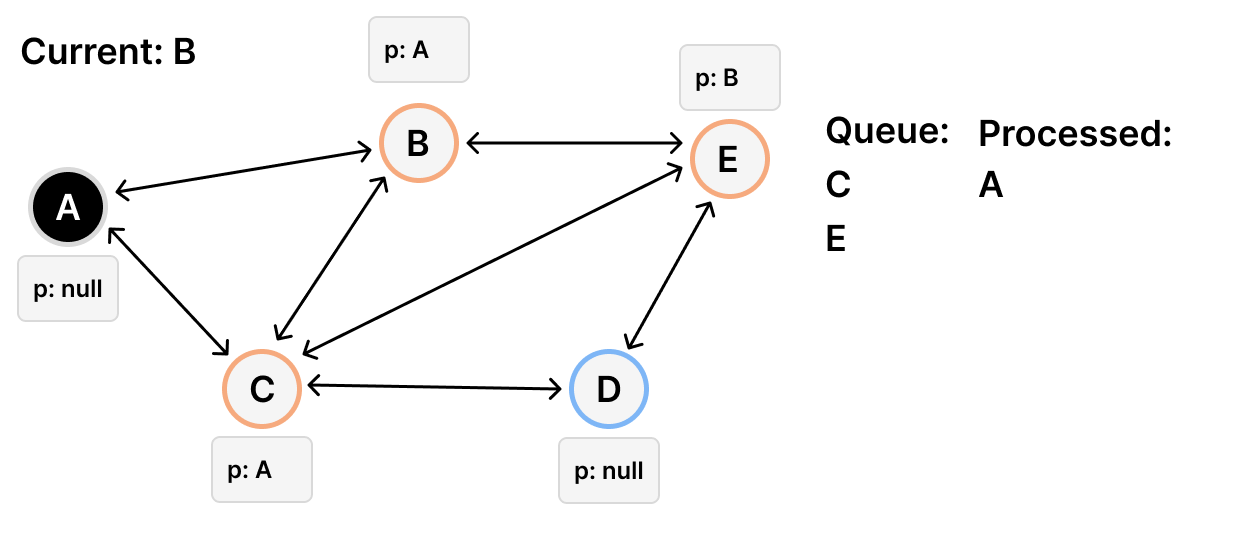 Current: B
p: A
p: B
B
E
A
p: null
C
D
p: A
p: null
Queue:
C
E
Processed:
A